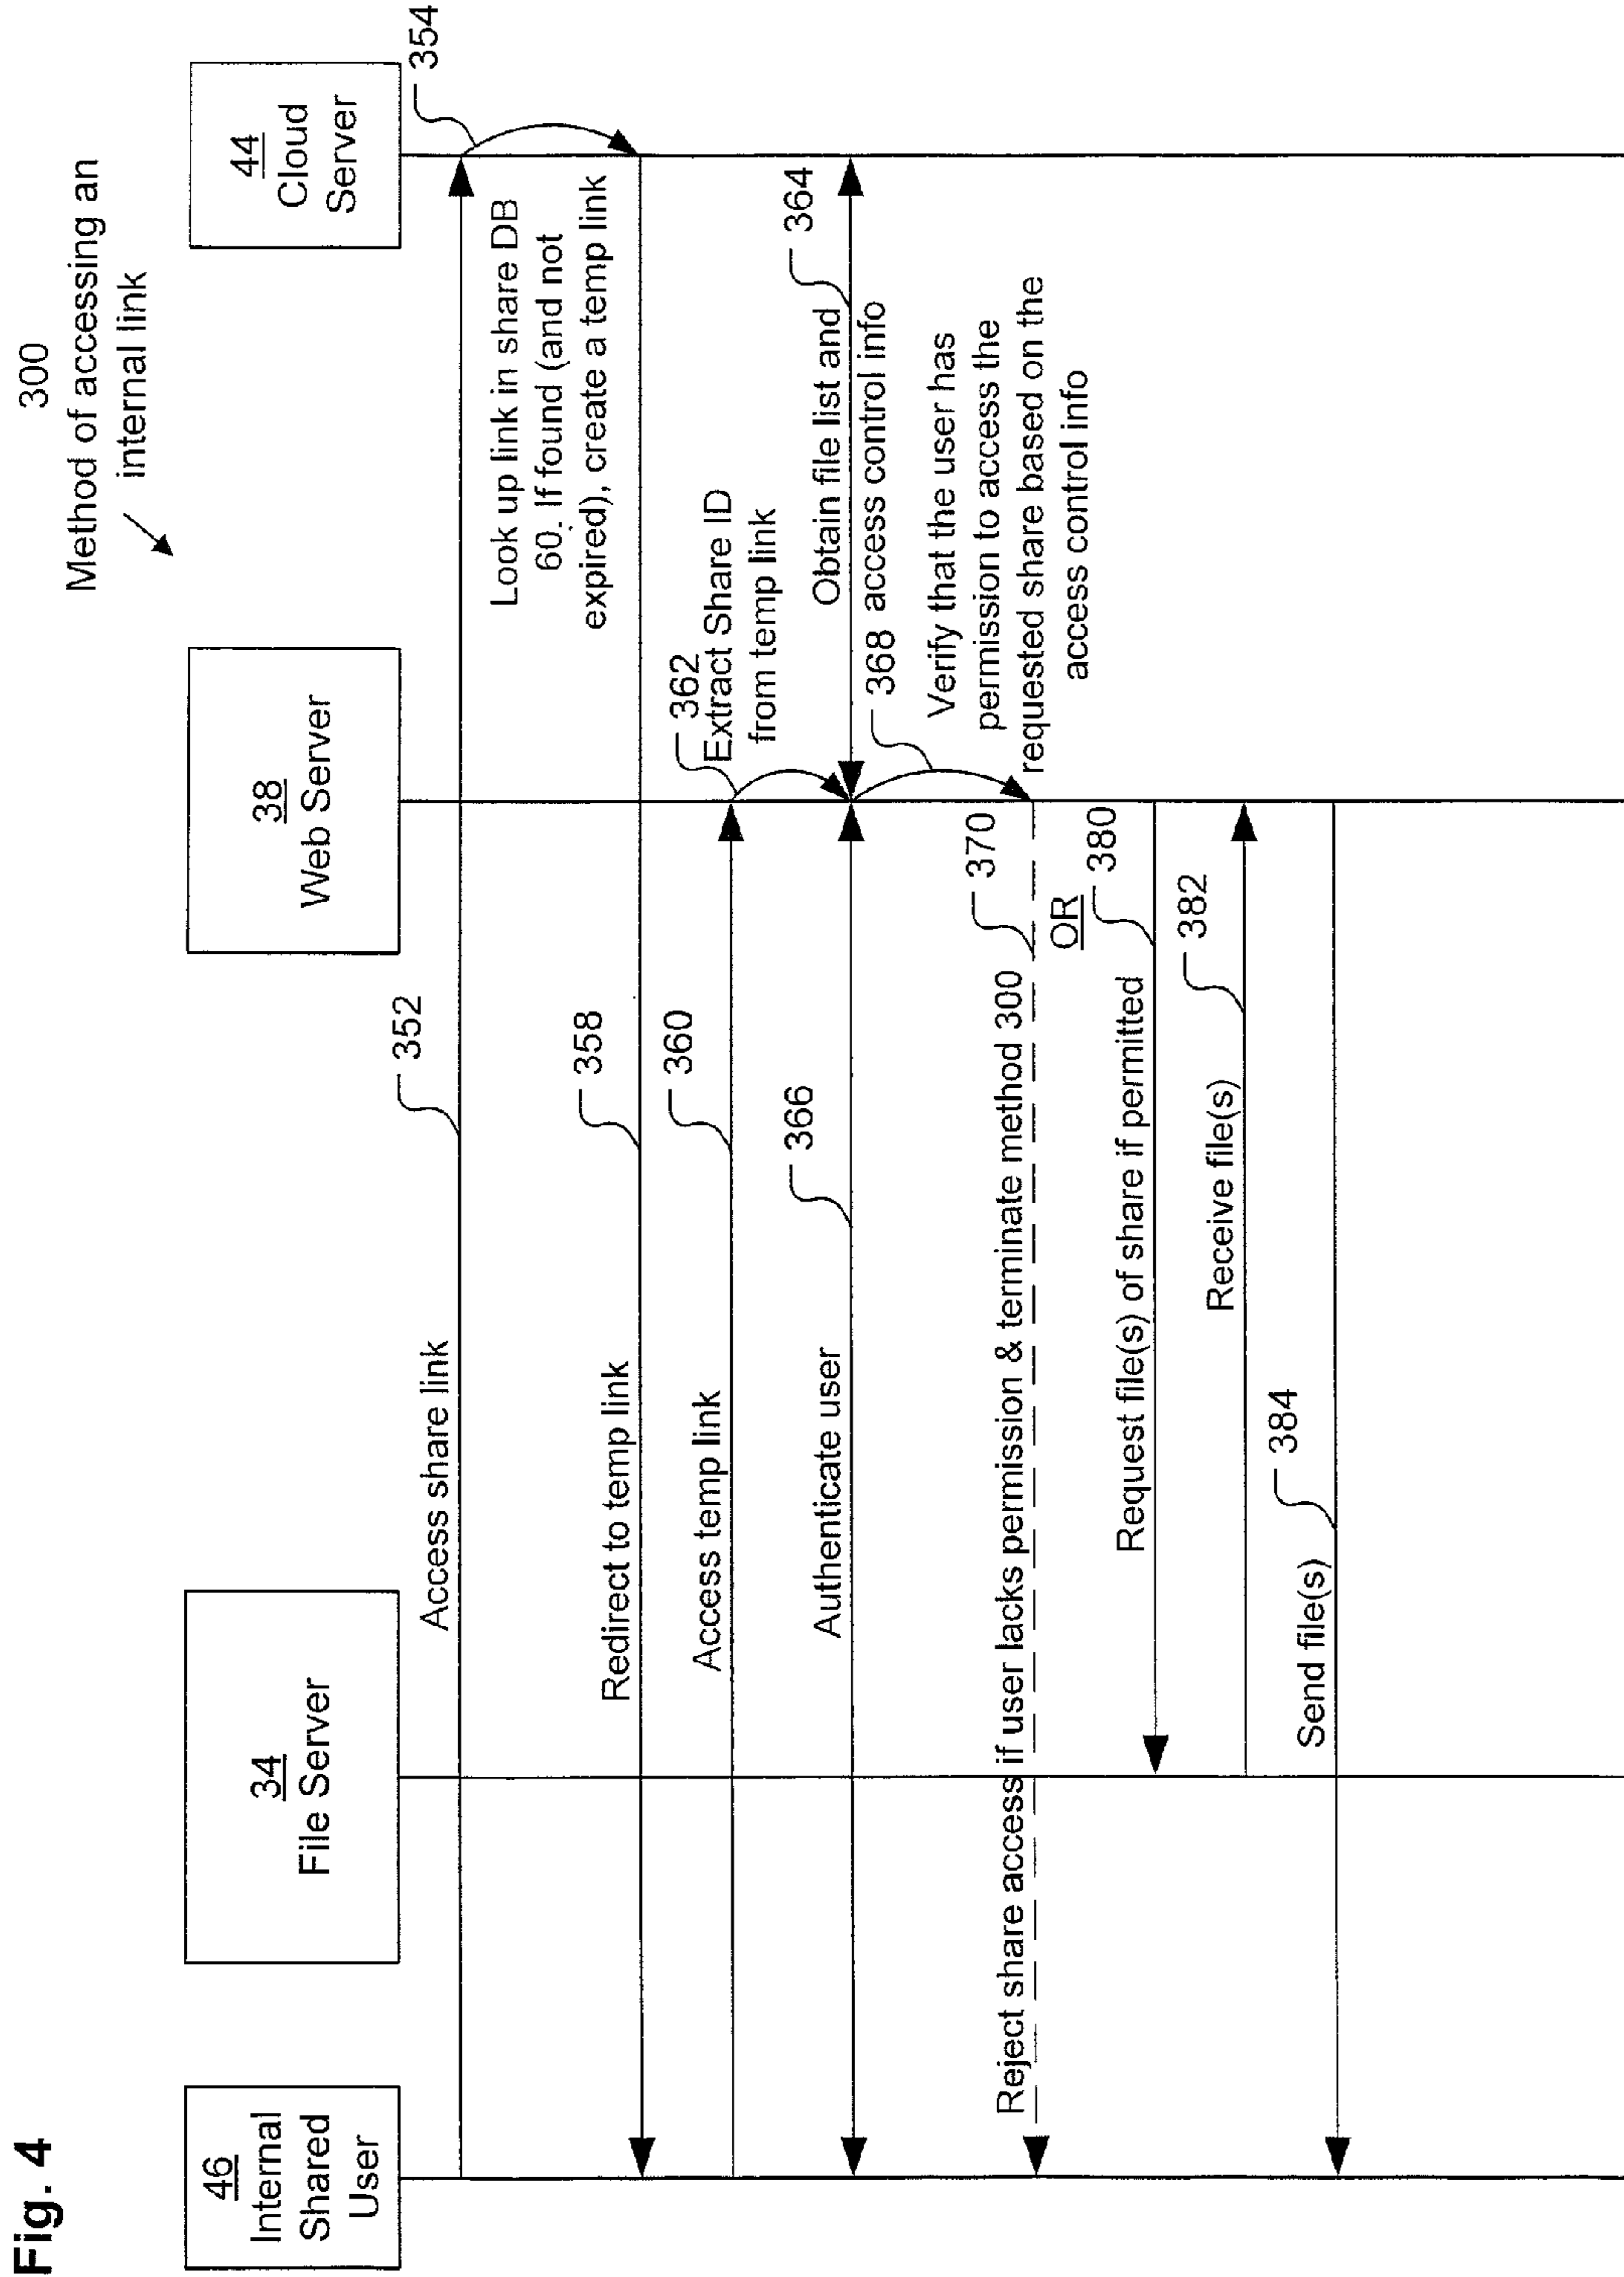 Fig. 4
300
Method of accessing an
internal link
46
Internal
Shared
User
34
File Server
38
Web Server
44
Cloud
Server
Access share link
352
354
Look up link in share DB
60. If found (and not
expired), create a temp link
Redirect to temp link
358
Access temp link
360
362
Extract Share ID
from temp link
Authenticate user
366
Obtain file list and
access control info
364
368
Verify that the user has
permission to access the
requested share based on the
access control info
Reject share access if user lacks permission & terminate method 300
370
OR
Request file(s) of share if permitted
380
Receive file(s)
382
Send file(s)
384